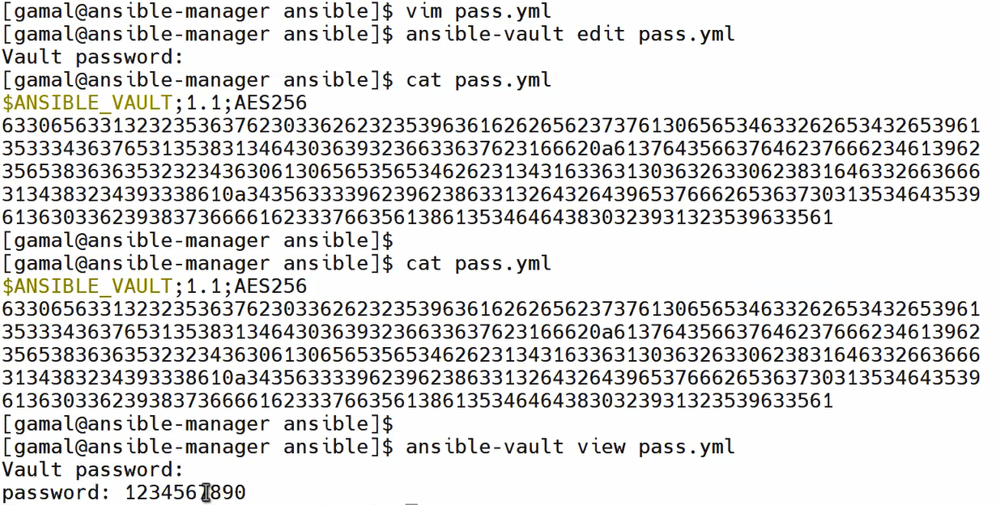 [gamal@ansible-manager ansible]$ vim pass.yml
[gamal@ansible-manager ansible]$ ansible-vault edit pass.yml
Vault password:
[gamal@ansible-manager ansible]$ cat pass.yml
$ANSIBLE_VAULT;1.1;AES256
63306563313232353637623033626232353963616262656237376130656534633262653432653961
3533343637653135383134643036393236633637623166620a613764356637646237666234613962
35653836363532323436306130656535653462623134316336313036326330623831646332663666
3134383234393338610a343563333962396238633132643264396537666265363730313534643539
61363033623938373666616233376635613861353464643830323931323539633561
[gamal@ansible-manager ansible]$
[gamal@ansible-manager ansible]$ cat pass.yml
$ANSIBLE_VAULT;1.1;AES256
63306563313232353637623033626232353963616262656237376130656534633262653432653961
3533343637653135383134643036393236633637623166620a613764356637646237666234613962
35653836363532323436306130656535653462623134316336313036326330623831646332663666
3134383234393338610a343563333962396238633132643264396537666265363730313534643539
61363033623938373666616233376635613861353464643830323931323539633561
[gamal@ansible-manager ansible]$
[gamal@ansible-manager ansible]$ ansible-vault view pass.yml
Vault password:
password: 1234567890